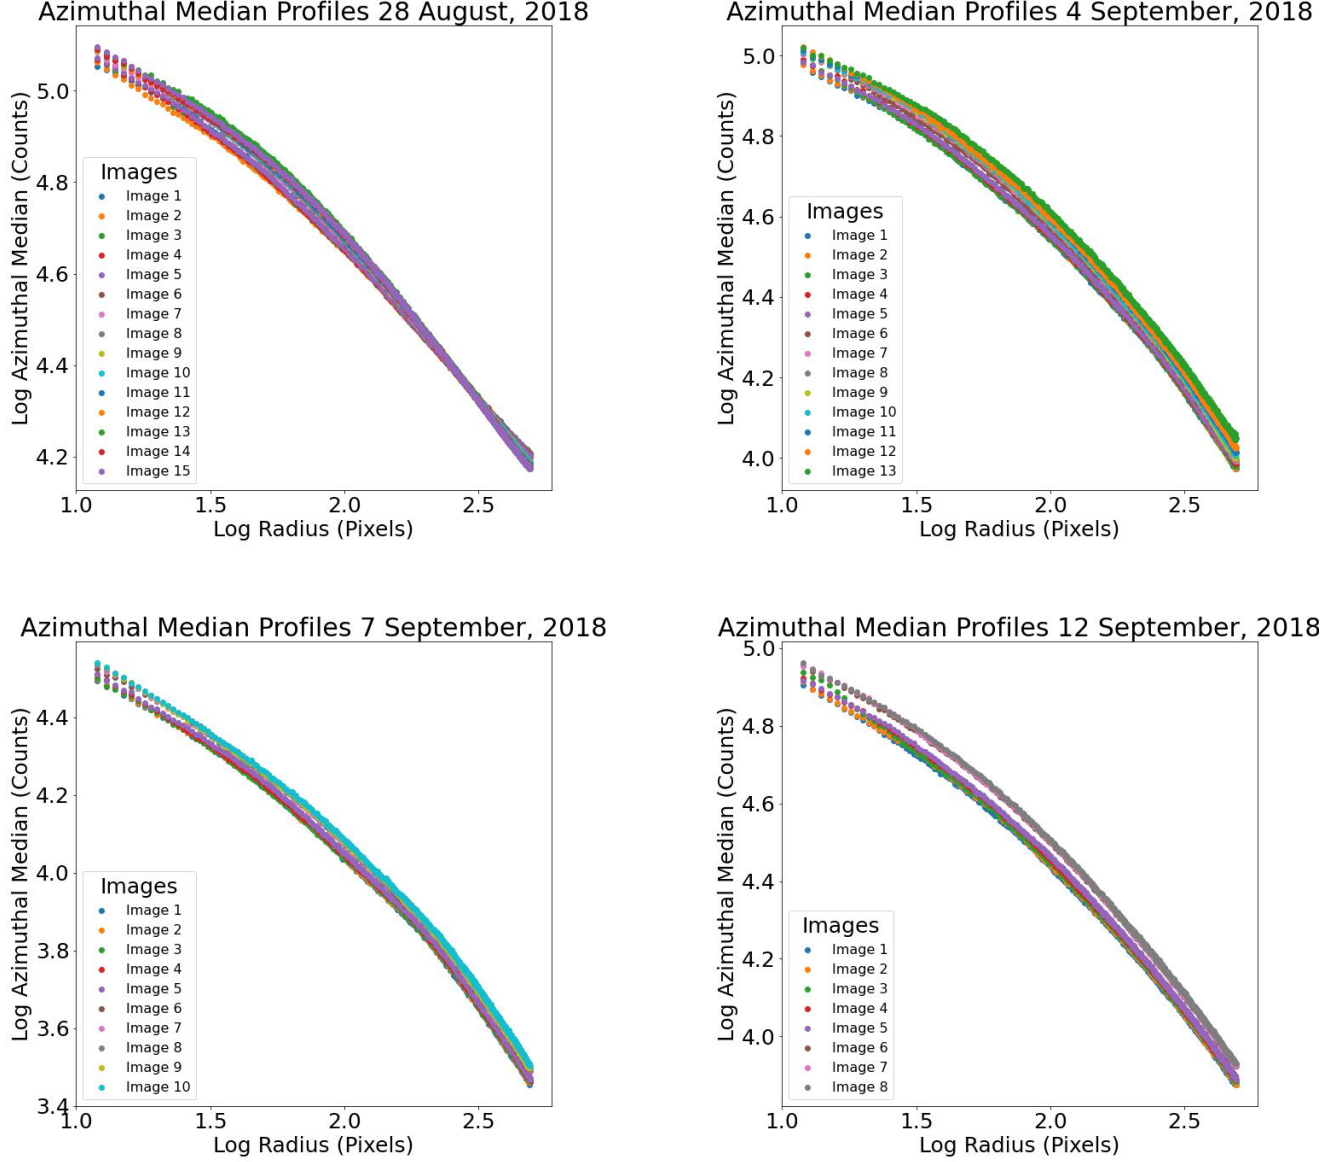 Azimuthal Median Profiles 28 August, 2018
Log Azimuthal Median (Counts)
5.0
4.8
4.6
4.4
4.2
Images
Image 1
Image 2
Image 3
Image 4
Image 5
Image 6
Image 7
Image 8
Image 9
Image 10
Image 11
Image 12
Image 13
Image 14
Image 15
1.0 1.5 2.0 2.5
Log Radius (Pixels)
Azimuthal Median Profiles 4 September, 2018
Log Azimuthal Median (Counts)
5.0
4.8
4.6
4.4
4.2
4.0
Images
Image 1
Image 2
Image 3
Image 4
Image 5
Image 6
Image 7
Image 8
Image 9
Image 10
Image 11
Image 12
Image 13
1.0 1.5 2.0 2.5
Log Radius (Pixels)
Azimuthal Median Profiles 7 September, 2018
Log Azimuthal Median (Counts)
4.4
4.2
4.0
3.8
3.6
3.4
Images
Image 1
Image 2
Image 3
Image 4
Image 5
Image 6
Image 7
Image 8
Image 9
Image 10
1.0 1.5 2.0 2.5
Log Radius (Pixels)
Azimuthal Median Profiles 12 September, 2018
Log Azimuthal Median (Counts)
5.0
4.8
4.6
4.4
4.2
4.0
Images
Image 1
Image 2
Image 3
Image 4
Image 5
Image 6
Image 7
Image 8
1.0 1.5 2.0 2.5
Log Radius (Pixels)